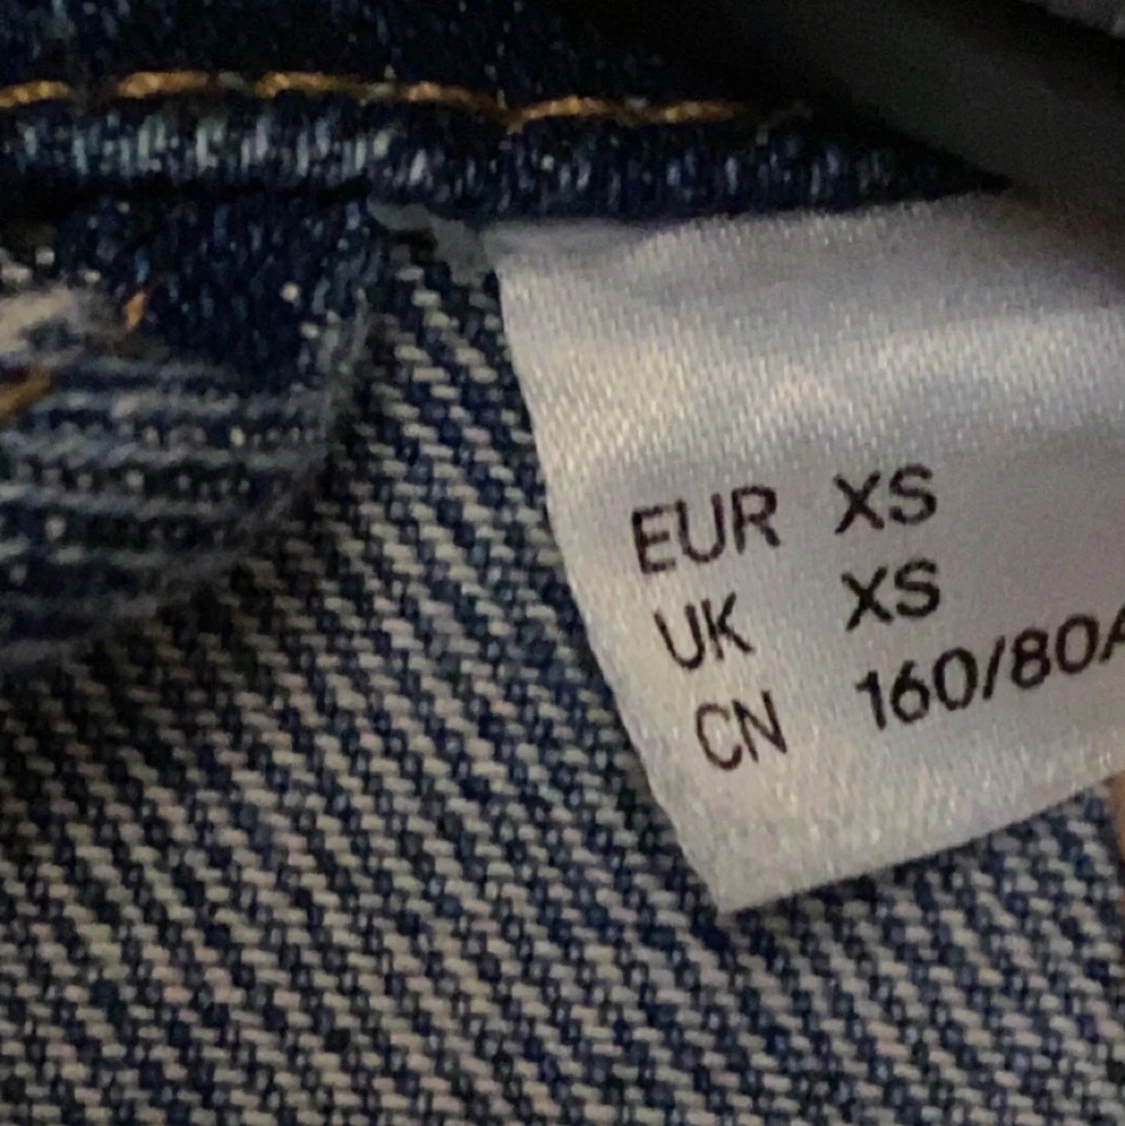 EUR XS
UK XS
CN 160/80A